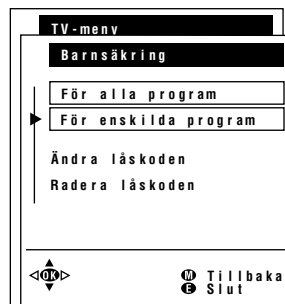 TV-meny
Barnsäkring
För alla program
För enskilda program
Ändra låskoden
Radera låskoden
OK
M Tillbaka
E Slut